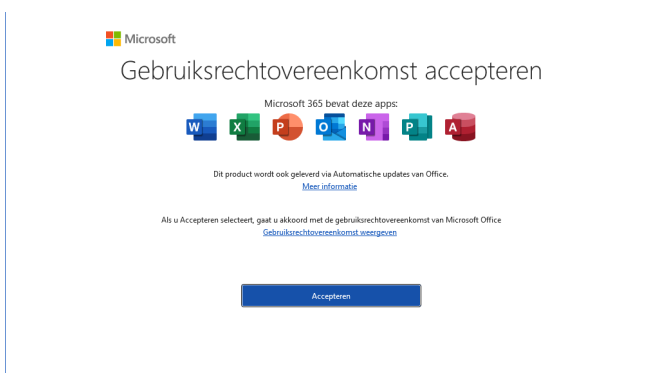 Microsoft
Gebruiksrechtovereenkomst accepteren
Microsoft 365 bevat deze apps:
W X P O N P A
Dit product wordt ook geleverd via Automatische updates van Office.
Meer informatie
Als u Accepteren selecteert, gaat u akkoord met de gebruiksrechtovereenkomst van Microsoft Office
Gebruiksrechtovereenkomst weergeven
Accepteren